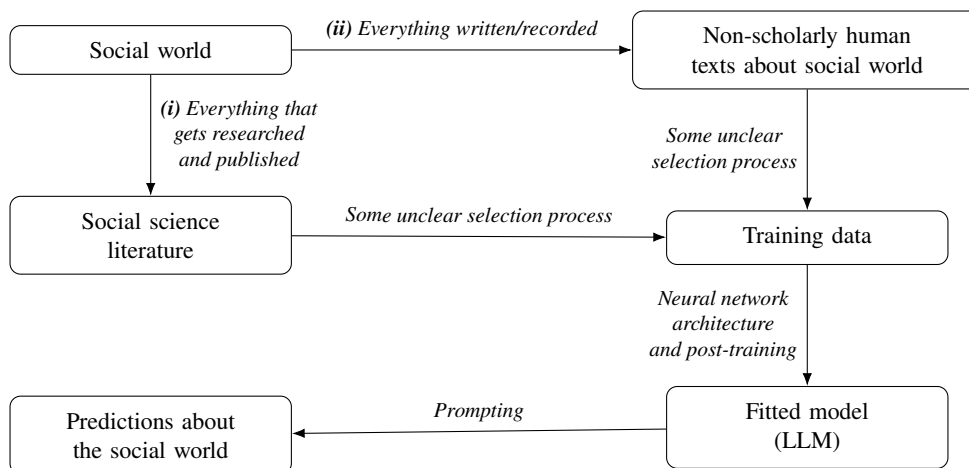 Social world
(ii) Everything written/recorded
Non-scholarly human
texts about social world
(i) Everything that
gets researched
and published
Some unclear
selection process
Social science
literature
Some unclear selection process
Training data
Neural network
architecture
and post-training
Predictions about
the social world
Prompting
Fitted model
(LLM)